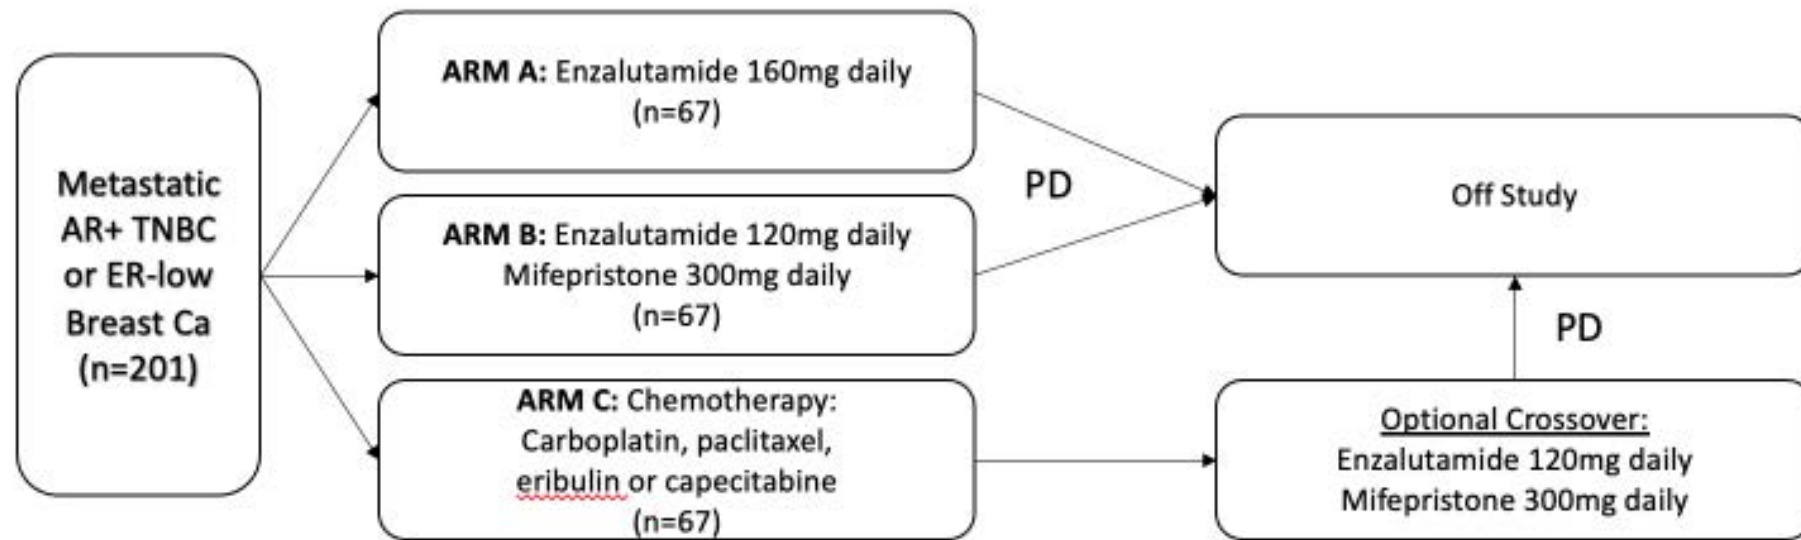 Metastatic
AR+ TNBC
or ER-low
Breast Ca
(n=201)
ARM A: Enzalutamide 160mg daily
(n=67)
ARM B: Enzalutamide 120mg daily
Mifepristone 300mg daily
(n=67)
ARM C: Chemotherapy:
Carboplatin, paclitaxel,
eribulin or capecitabine
(n=67)
PD
Off Study
PD
Optional Crossover:
Enzalutamide 120mg daily
Mifepristone 300mg daily